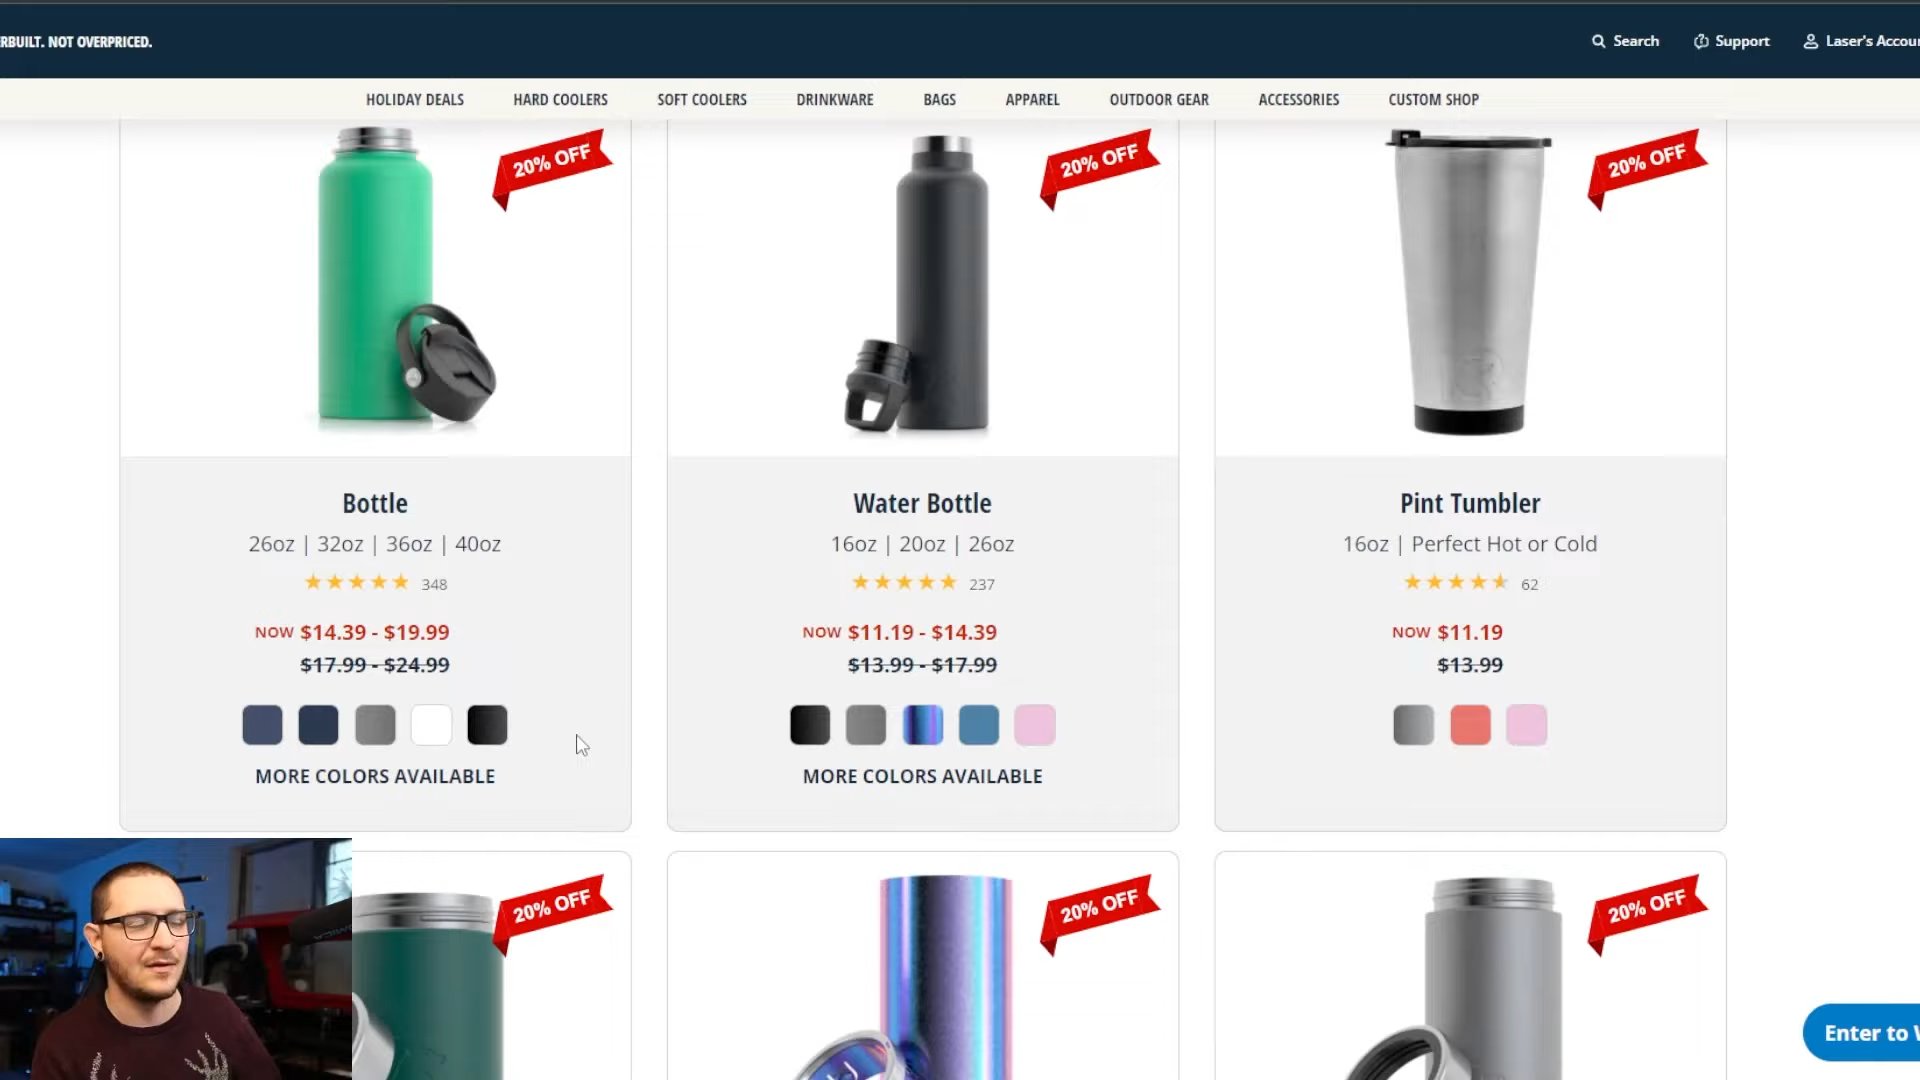 RBUILT. NOT OVERPRICED.
Search
Support
Laser's Accou
HOLIDAY DEALS
HARD COOLERS
SOFT COOLERS
DRINKWARE
BAGS
APPAREL
OUTDOOR GEAR
ACCESSORIES
CUSTOM SHOP
20% OFF
20% OFF
20% OFF
Bottle
26oz | 32oz | 36oz | 40oz
348
NOW $14.39 - $19.99
$17.99 - $24.99
MORE COLORS AVAILABLE
Water Bottle
16oz | 20oz | 26oz
237
NOW $11.19 - $14.39
$13.99 - $17.99
MORE COLORS AVAILABLE
Pint Tumbler
16oz | Perfect Hot or Cold
62
NOW $11.19
$13.99
20% OFF
20% OFF
20% OFF
Enter to